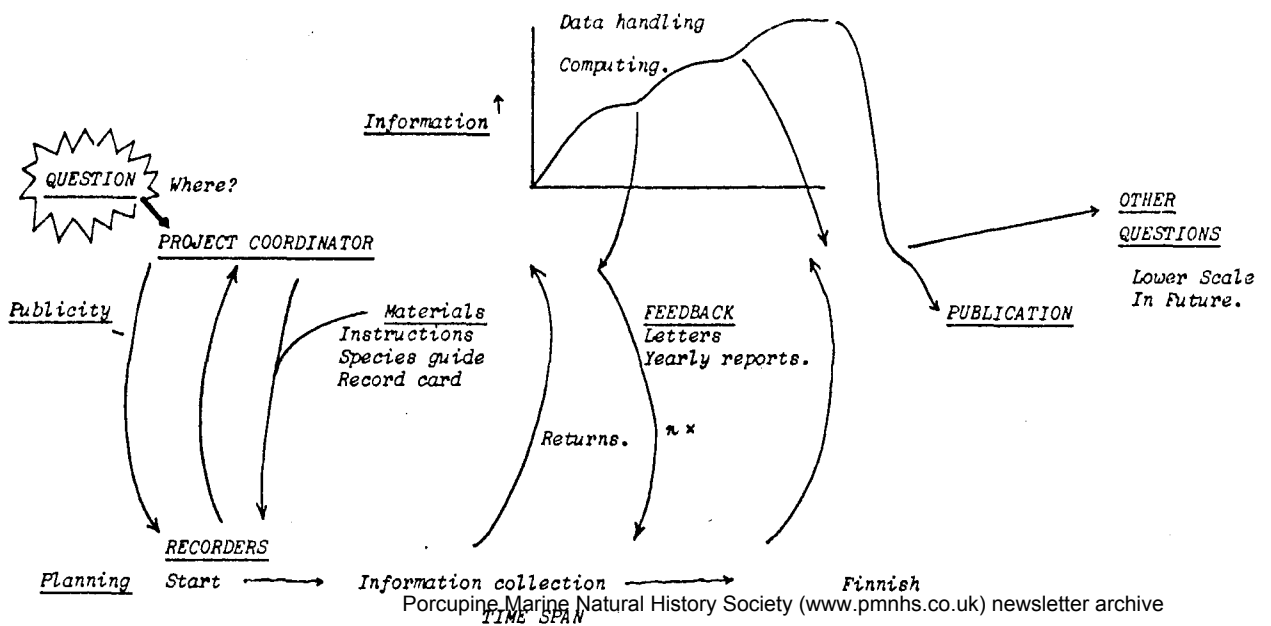 Data handling
Computing.
Information
QUESTION
Where?
PROJECT COORDINATOR
Publicity
Materials
Instructions
Species guide
Record card
FEEDBACK
Letters
Yearly reports.
Returns.
n ×
OTHER
QUESTIONS
Lower Scale
In Future.
PUBLICATION
RECORDERS
Planning Start Information collection Finnish
TIME SPAN
Porcupine Marine Natural History Society (www.pmnhs.co.uk) newsletter archive